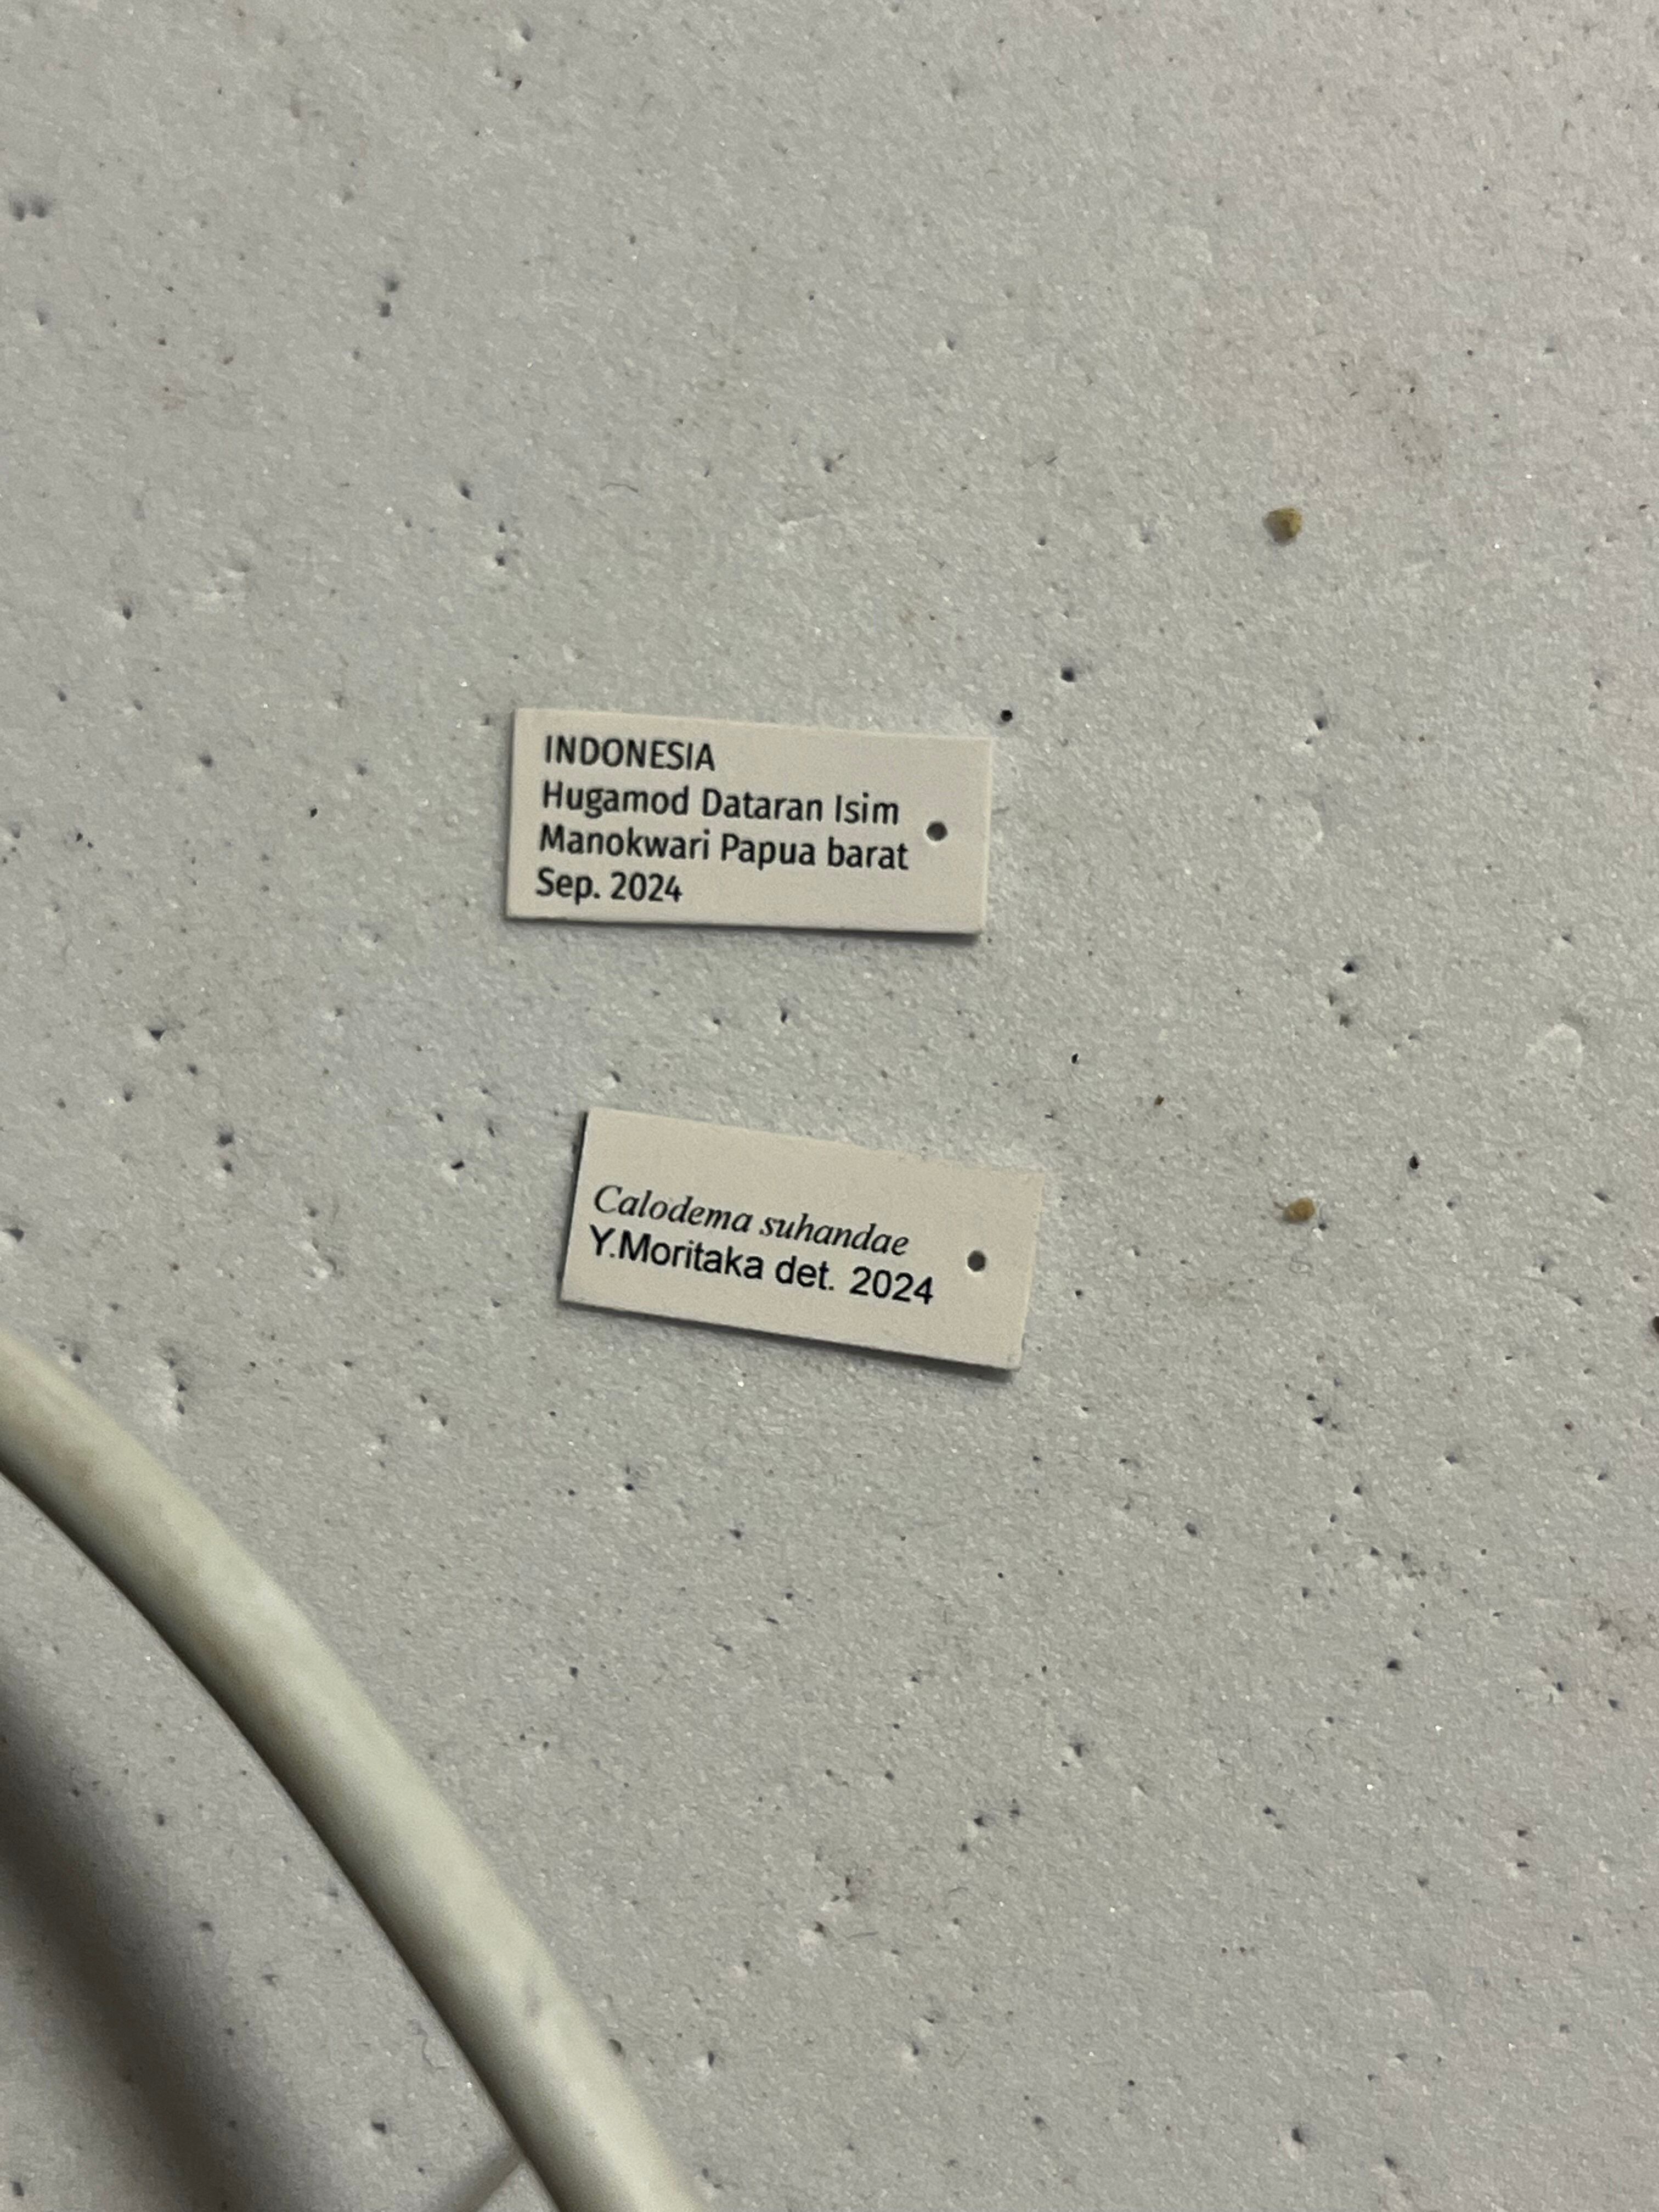 INDONESIA
Hugamod Dataran Isim
Manokwari Papua barat
Sep. 2024
Calodema suhandae
Y.Moritaka det. 2024